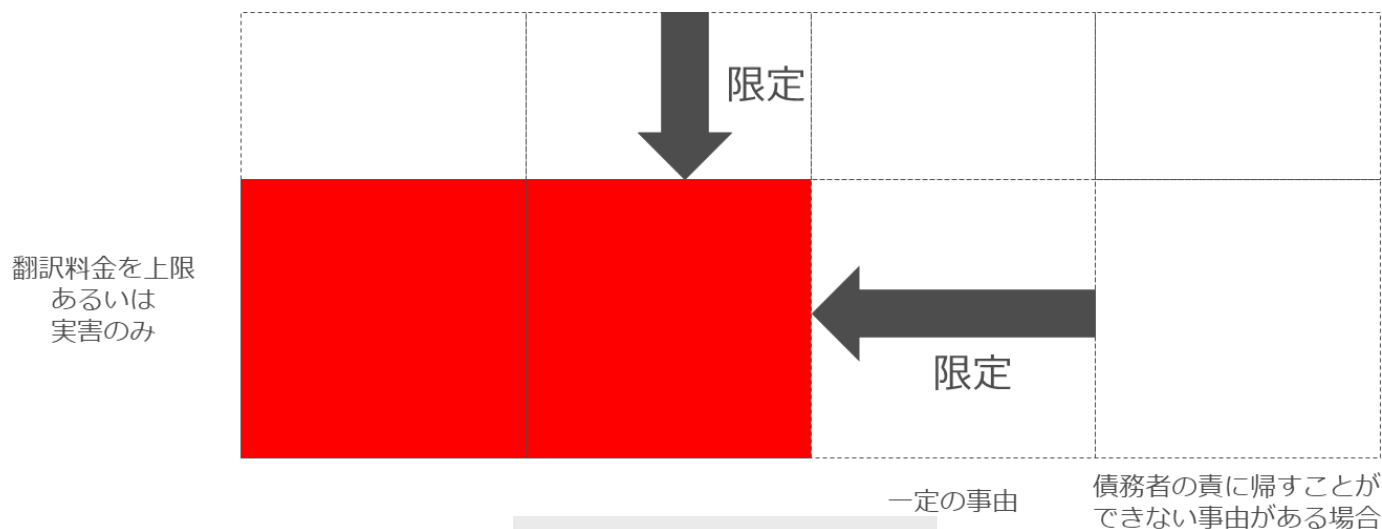 限定
翻訳料金を上限
あるいは
実害のみ
限定
一定の事由
債務者の責に帰すことが
できない事由がある場合